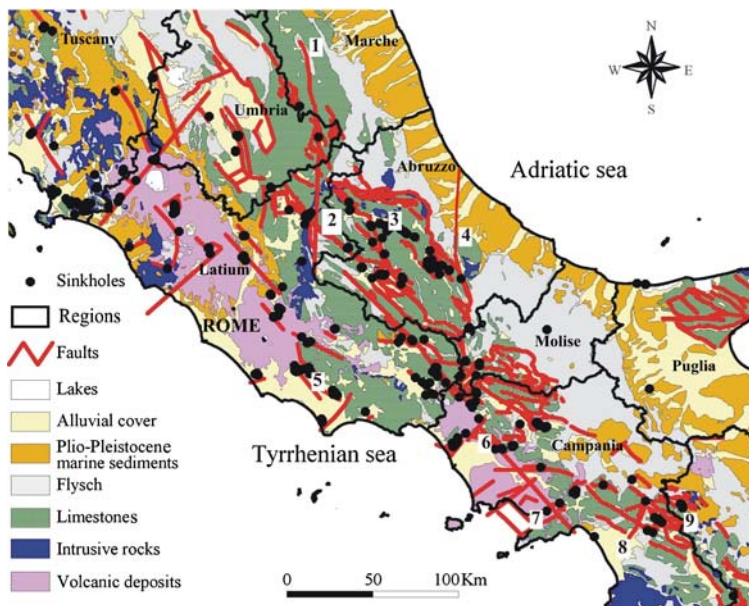 Tuscany
1
Marche
N
W E
S
Umbria
Abruzzo
Adriatic sea
2
3
4
Latium
ROME
Molise
Puglia
5
Tyrrhenian sea
6
Campania
7
8
9
Sinkholes
Regions
Faults
Lakes
Alluvial cover
Plio-Pleistocene
marine sediments
Flysch
Limestones
Intrusive rocks
Volcanic deposits
0 50 100 Km